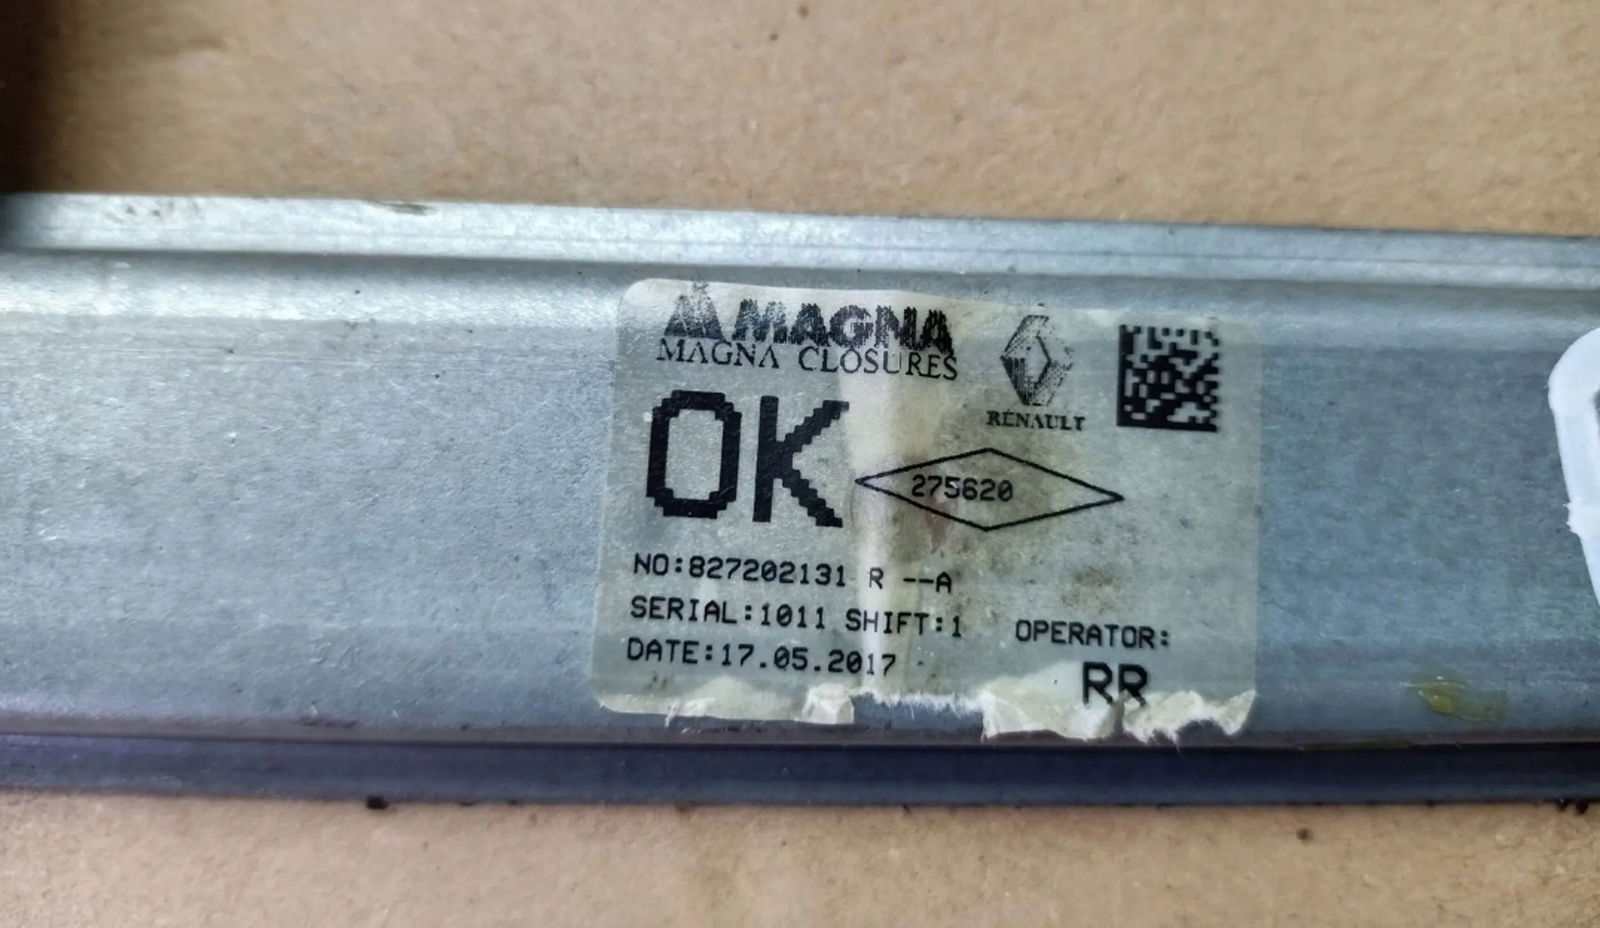 MAGNA
MAGNA CLOSURES
RENAULT
OK
275620
NO:827202131 R --A
SERIAL:1011 SHIFT:1
OPERATOR:
DATE:17.05.2017
RR